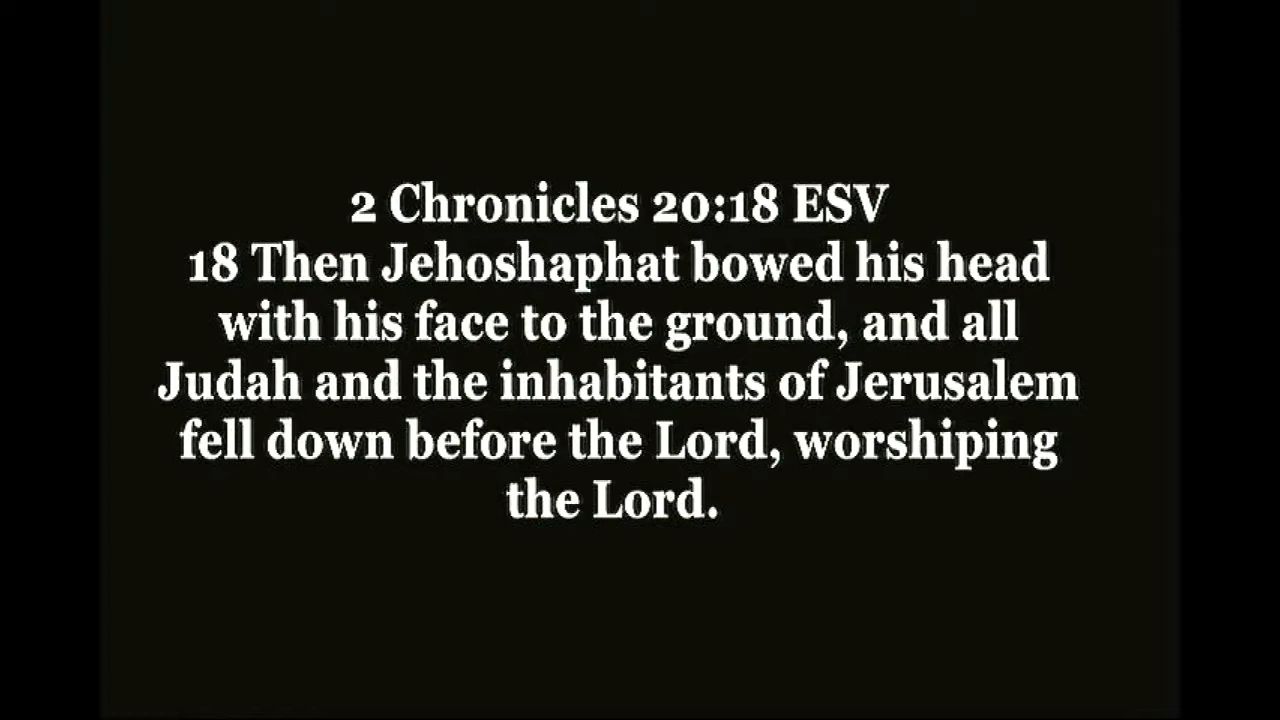 2 Chronicles 20:18 ESV
18 Then Jehoshaphat bowed his head
with his face to the ground, and all
Judah and the inhabitants of Jerusalem
fell down before the Lord, worshiping
the Lord.